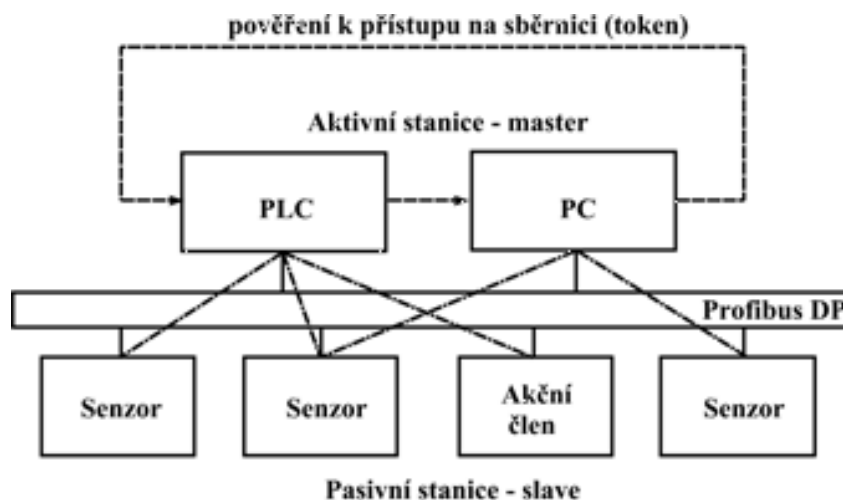 pověření k přístupu na sběrnici (token)
Aktivní stanice - master
PLC
PC
Profibus DP
Senzor
Senzor
Akční
člen
Senzor
Pasivní stanice - slave